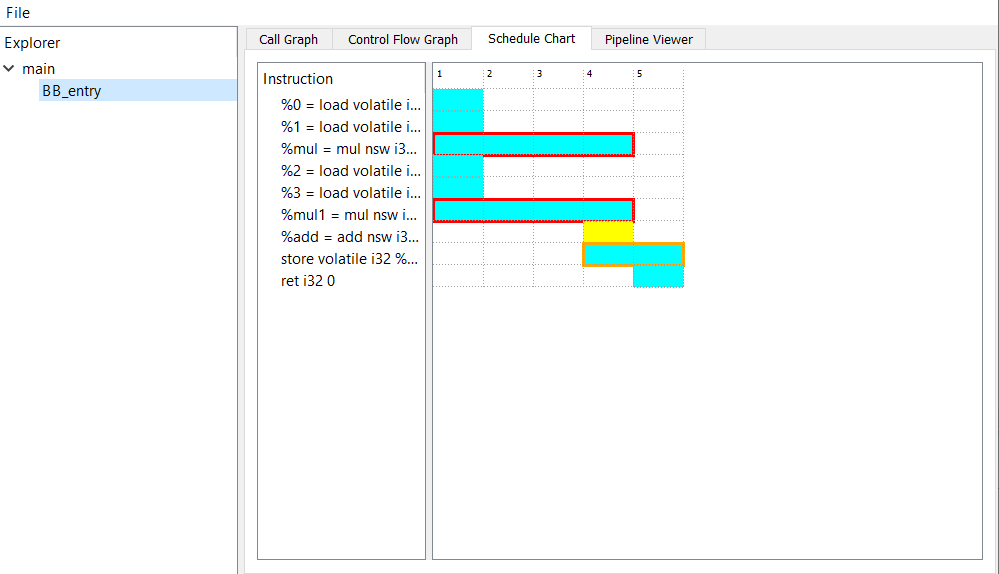 File
Explorer
main
BB_entry
Call Graph
Control Flow Graph
Schedule Chart
Pipeline Viewer
Instruction
%0 = load volatile i...
%1 = load volatile i...
%mul = mul nsw i3...
%2 = load volatile i...
%3 = load volatile i...
%mul1 = mul nsw i...
%add = add nsw i3...
store volatile i32 %...
ret i32 0
1 2 3 4 5